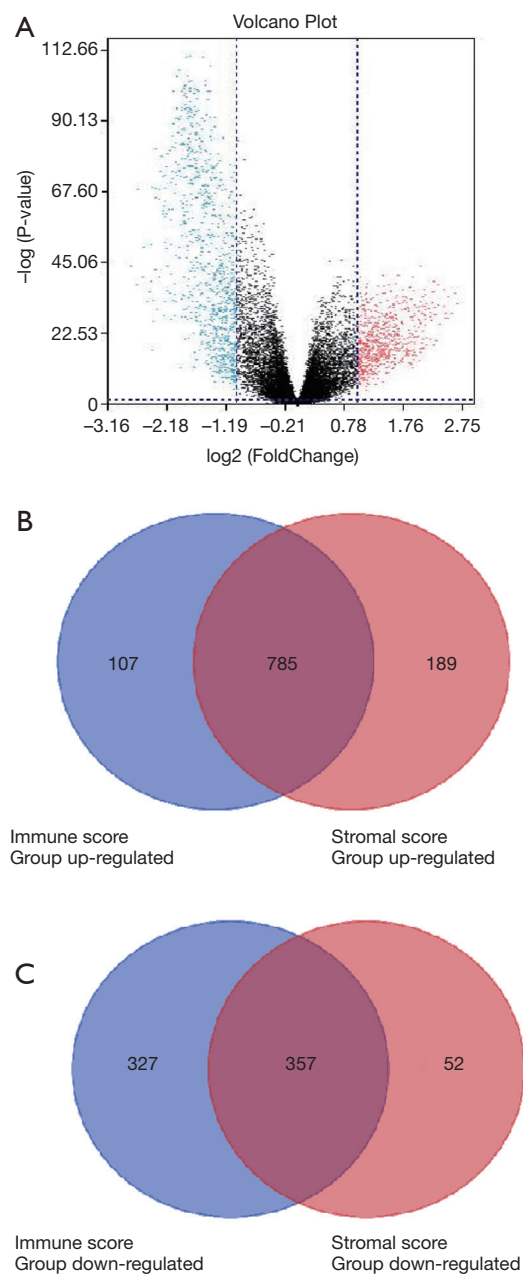 A
Volcano Plot
112.66
90.13
67.60
45.06
22.53
0
–log (P-value)
–3.16 –2.18 –1.19 –0.21 0.78 1.76 2.75
log2 (FoldChange)
B
107 785 189
Immune score Stromal score
Group up-regulated Group up-regulated
C
327 357 52
Immune score Stromal score
Group down-regulated Group down-regulated